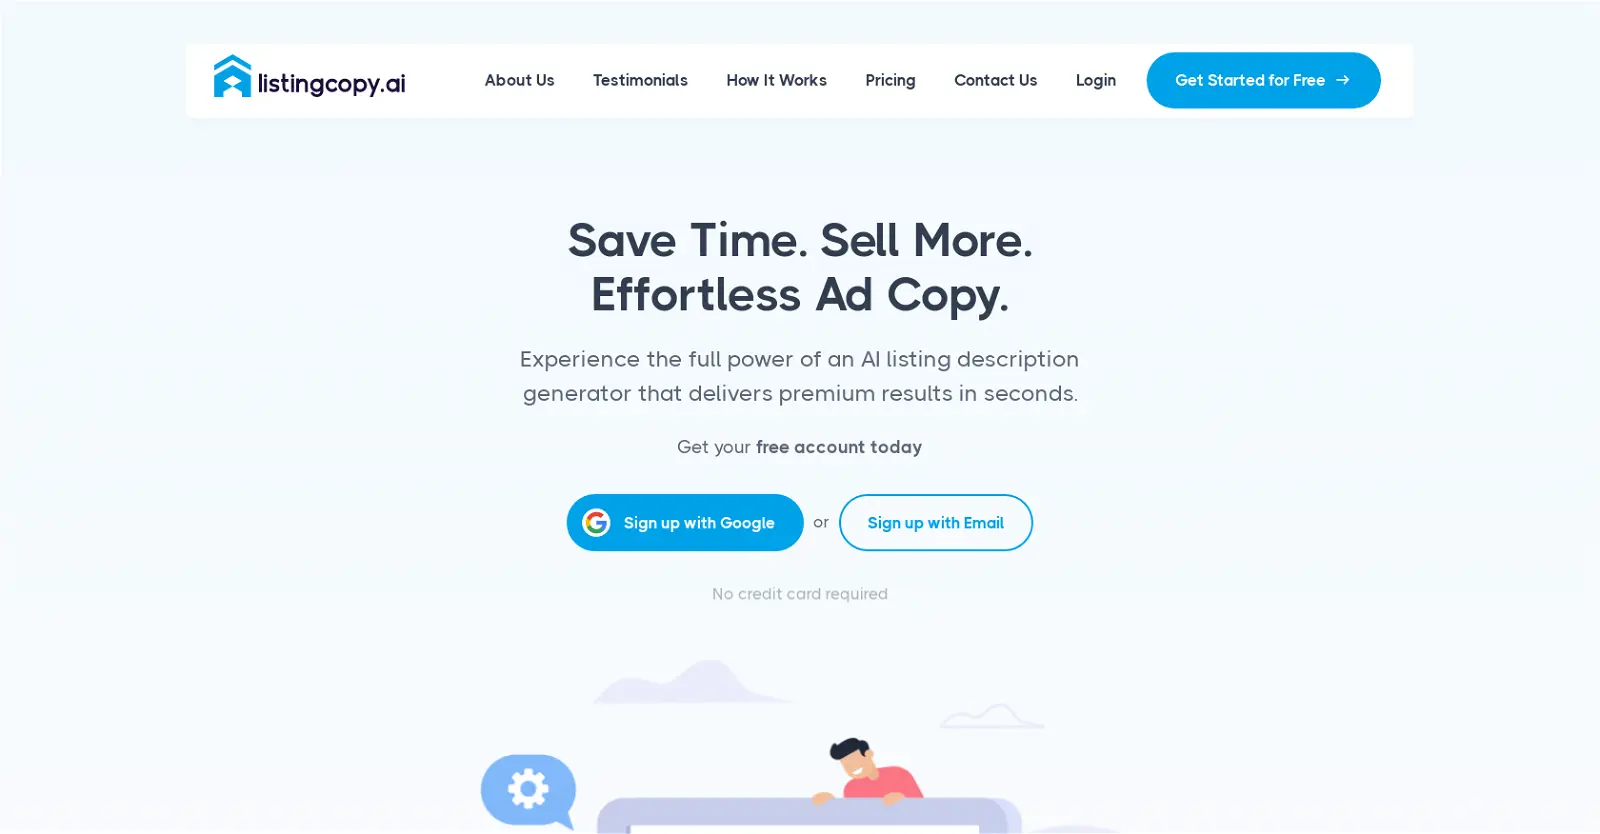 listingcopy.ai
About Us
Testimonials
How It Works
Pricing
Contact Us
Login
Get Started for Free →
Save Time. Sell More.
Effortless Ad Copy.
Experience the full power of an AI listing description
generator that delivers premium results in seconds.
Get your free account today
Sign up with Google
or
Sign up with Email
No credit card required